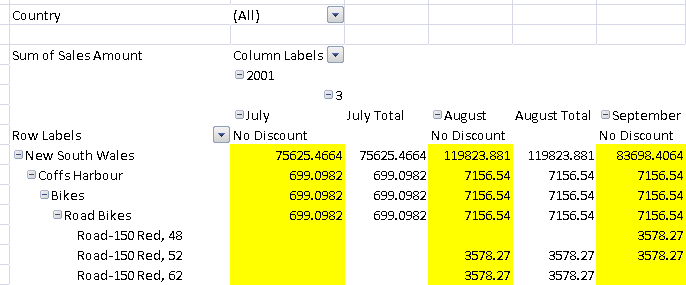 Country (All)
Sum of Sales Amount Column Labels
2001
3
July July Total August August Total September
Row Labels No Discount No Discount No Discount
New South Wales 75625.4664 75625.4664 119823.881 119823.881 83698.4064
Coffs Harbour 699.0982 699.0982 7156.54 7156.54 7156.54
Bikes 699.0982 699.0982 7156.54 7156.54 7156.54
Road Bikes 699.0982 699.0982 7156.54 7156.54 7156.54
Road-150 Red, 48 3578.27
Road-150 Red, 52 3578.27 3578.27 3578.27
Road-150 Red, 62 3578.27 3578.27